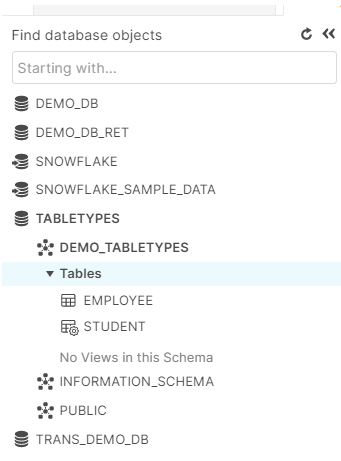 Find database objects
Starting with...
DEMO_DB
DEMO_DB_RET
SNOWFLAKE
SNOWFLAKE_SAMPLE_DATA
TABLETYPES
DEMO_TABLETYPES
Tables
EMPLOYEE
STUDENT
No Views in this Schema
INFORMATION_SCHEMA
PUBLIC
TRANS_DEMO_DB